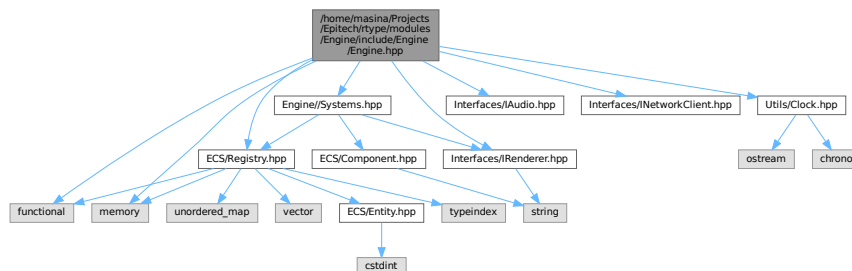 /home/masina/Projects
/Epitech/rtype/modules
/Engine/include/Engine
/Engine.hpp
Engine//Systems.hpp
Interfaces/IAudio.hpp
Interfaces/INetworkClient.hpp
Utils/Clock.hpp
ECS/Registry.hpp
ECS/Component.hpp
Interfaces/IRenderer.hpp
ostream
chrono
functional
memory
unordered_map
vector
ECS/Entity.hpp
typeindex
string
cstdint